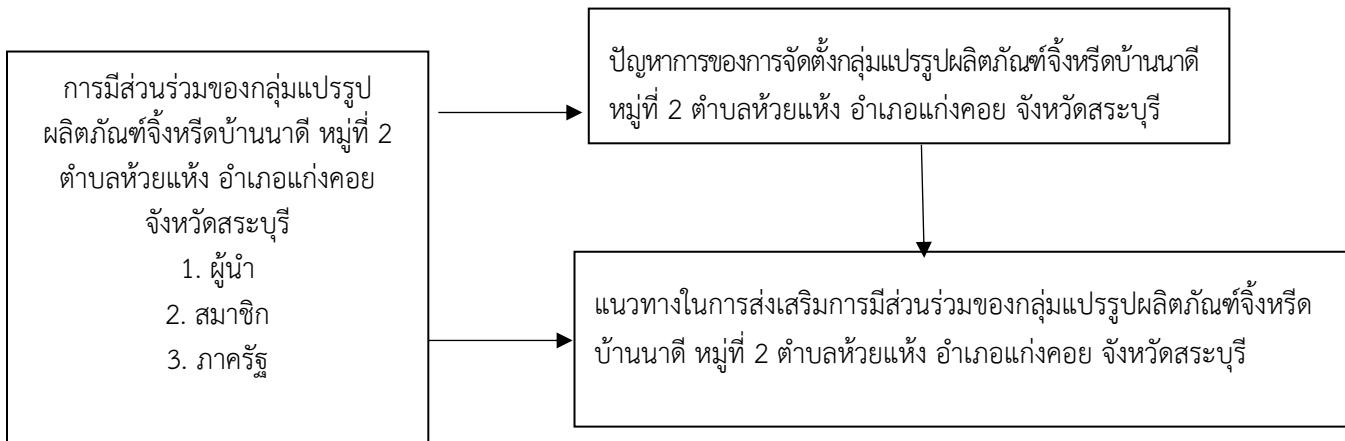 การมีส่วนร่วมของกลุ่มแปรรูป
ผลิตภัณฑ์จิ้งหรีดบ้านนาดี หมู่ที่ 2
ตำบลห้วยแห้ง อำเภอแก่งคอย
จังหวัดสระบุรี
1. ผู้นำ
2. สมาชิก
3. ภาครัฐ
ปัญหาการของการจัดตั้งกลุ่มแปรรูปผลิตภัณฑ์จิ้งหรีดบ้านนาดี
หมู่ที่ 2 ตำบลห้วยแห้ง อำเภอแก่งคอย จังหวัดสระบุรี
แนวทางในการส่งเสริมการมีส่วนร่วมของกลุ่มแปรรูปผลิตภัณฑ์จิ้งหรีด
บ้านนาดี หมู่ที่ 2 ตำบลห้วยแห้ง อำเภอแก่งคอย จังหวัดสระบุรี